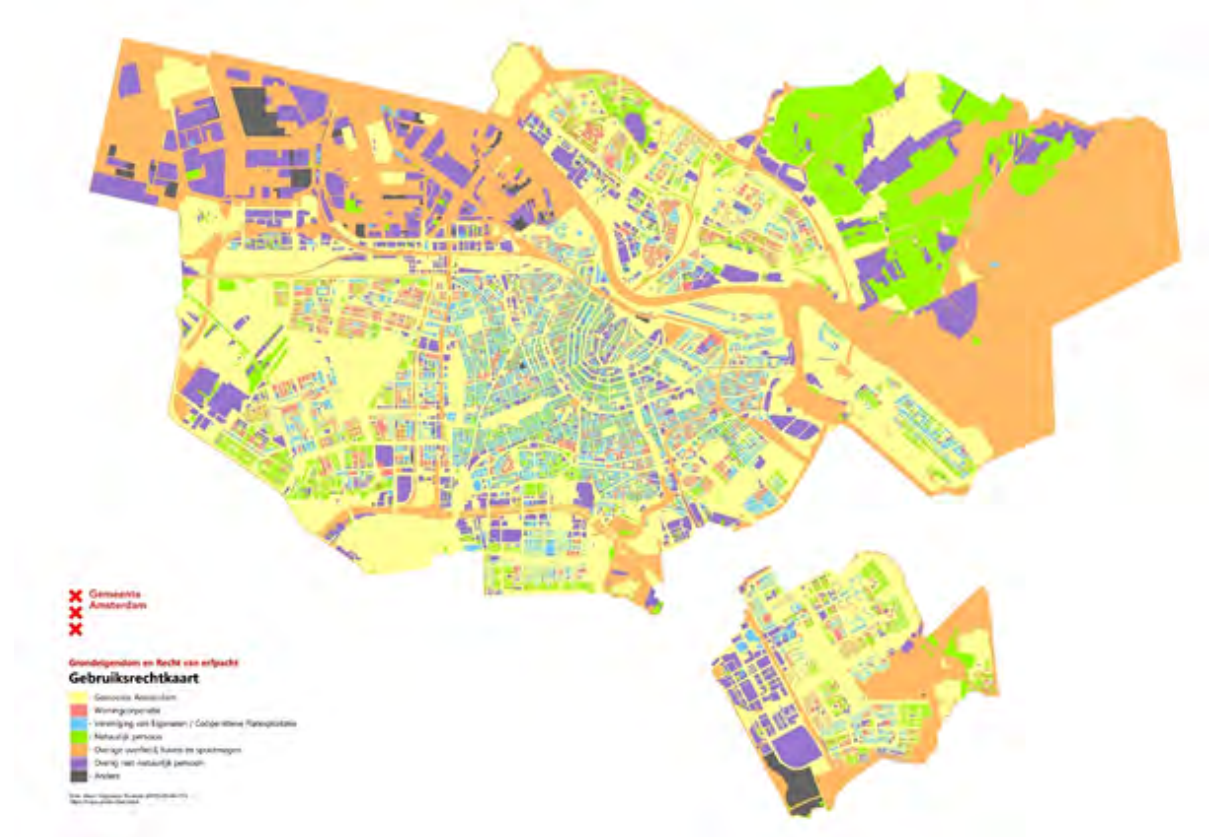 Gemeente
Amsterdam
Grondeigendom en Recht van erfpacht
Gebruiksrechtkaart
- Gemeente Amsterdam
- Woningcorporatie
- Vereniging van Eigenaren / Coöperatieve Flatexploitatie
- Natuurlijk persoon
- Overige overheid, havens en spoorwegen
- Overig niet natuurlijk persoon
- Anders